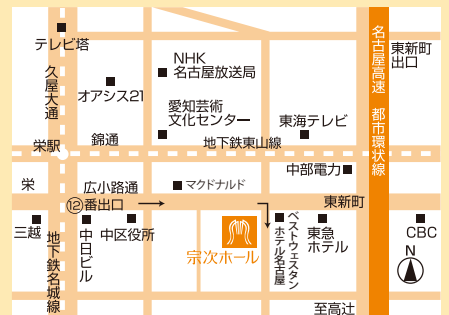 テレビ塔
久屋大通
オアシス21
NHK
名古屋放送局
愛知芸術
文化センター
東海テレビ
名古屋高速 都市環状線
東新町
出口
栄駅
錦通
地下鉄東山線
中部電力
栄
広小路通
マクドナルド
東新町
⑫番出口
三越
地下鉄名城線
中日ビル
中区役所
宗次ホール
ベストウェスタン
ホテル名古屋
東急
ホテル
CBC
N
至高辻